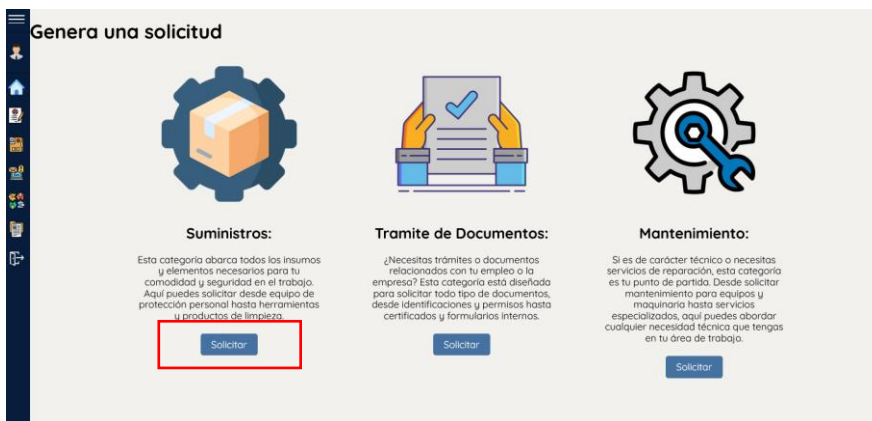 Genera una solicitud
Suministros:
Esta categoría abarca todos los insumos
y elementos necesarios para tu
comodidad y seguridad en el trabajo.
Aquí puedes solicitar desde equipo de
protección personal hasta herramientas
y productos de limpieza.
Solicitar
Tramite de Documentos:
¿Necesitas trámites o documentos
relacionados con tu empleo o la
empresa? Esta categoría está diseñada
para solicitar todo tipo de documentos,
desde identificaciones y permisos hasta
certificados y formularios internos.
Solicitar
Mantenimiento:
Si es de carácter técnico o necesitas
servicios de reparación, esta categoría
es tu punto de partida. Desde solicitar
mantenimiento para equipos y
maquinaria hasta servicios
especializados, aquí puedes abordar
cualquier necesidad técnica que tengas
en tu área de trabajo.
Solicitar